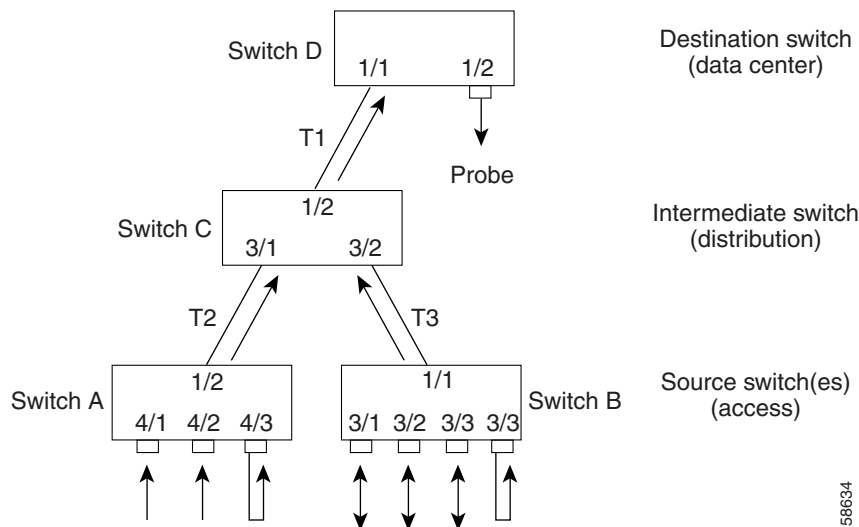 Switch D
1/1 1/2
Destination switch
(data center)
T1
Probe
1/2
Switch C
3/1 3/2
Intermediate switch
(distribution)
T2
T3
Switch A
1/2
4/1 4/2 4/3
1/1
Switch B
3/1 3/2 3/3 3/3
Source switch(es)
(access)
58634